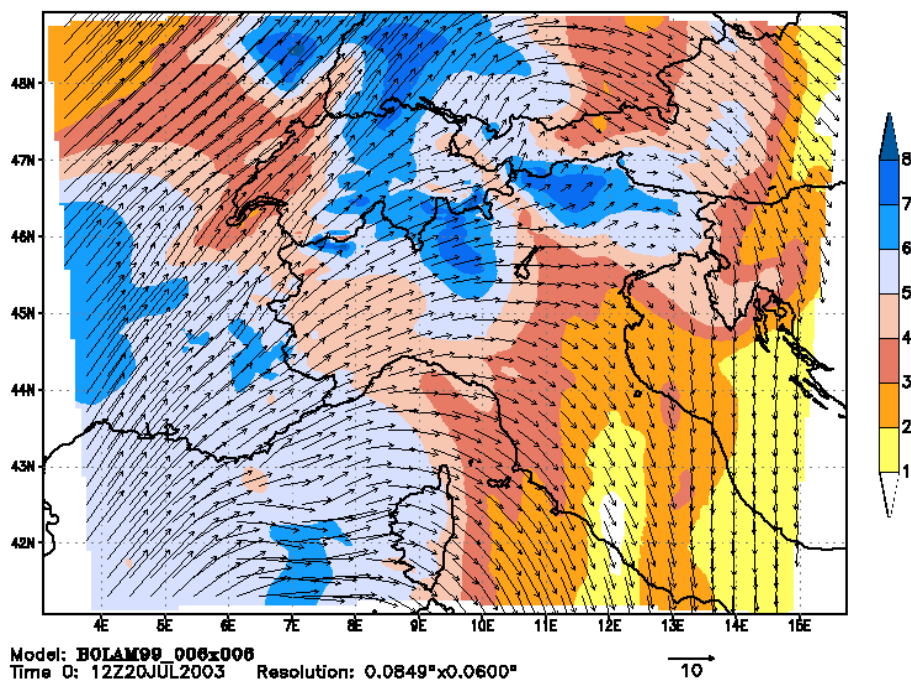 48N
47N
46N
45N
44N
43N
42N
8
7
6
5
4
3
2
1
4E 5E 6E 7E 8E 9E 10E 11E 12E 13E 14E 15E
Model: BOLAM99_006x006
Time 0: 12Z20JUL2003 Resolution: 0.0849°x0.0600°
10